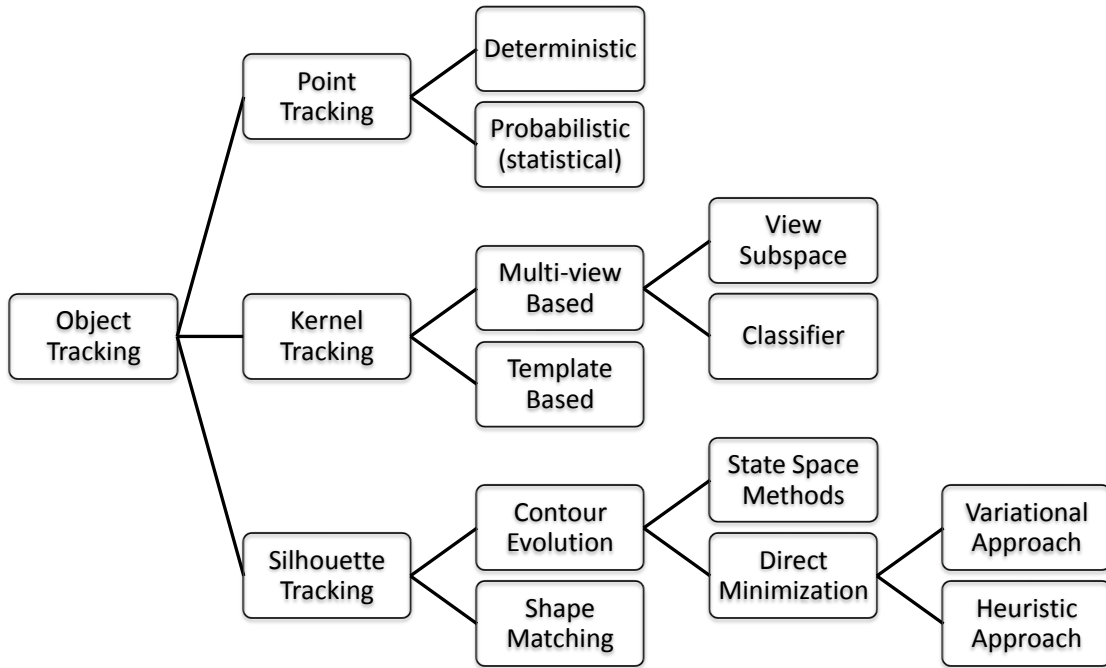 Object
Tracking
Point
Tracking
Deterministic
Probabilistic
(statistical)
Kernel
Tracking
Multi-view
Based
View
Subspace
Classifier
Template
Based
Silhouette
Tracking
Contour
Evolution
State Space
Methods
Direct
Minimization
Variational
Approach
Heuristic
Approach
Shape
Matching